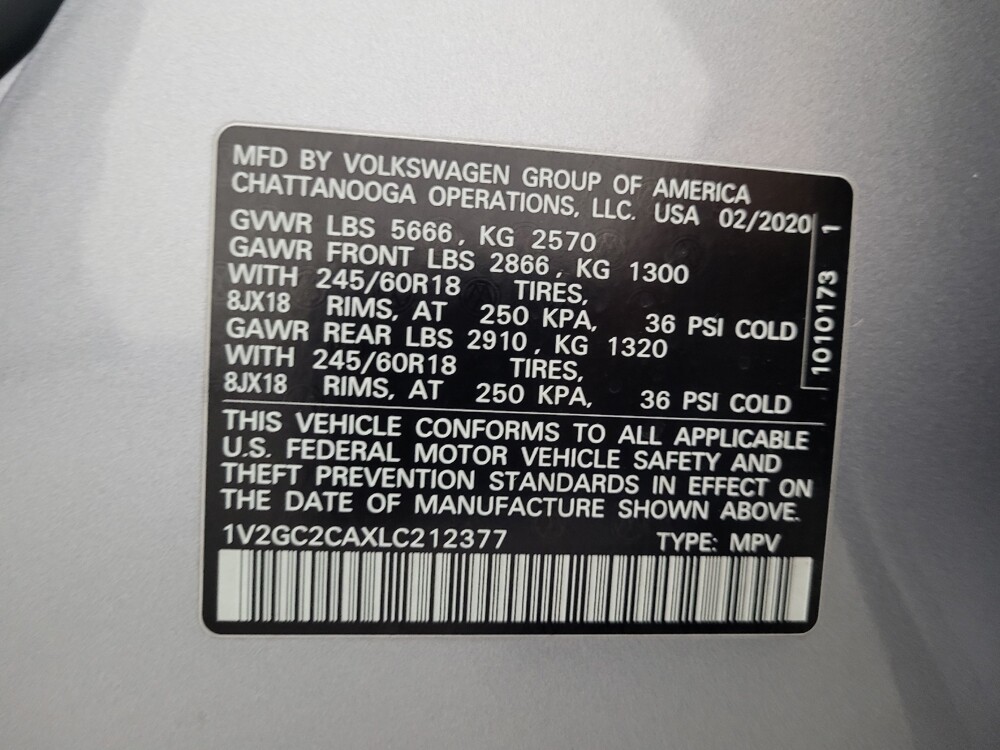 MFD BY VOLKSWAGEN GROUP OF AMERICA
CHATTANOOGA OPERATIONS, LLC. USA 02/2020
GVWR LBS 5666, KG 2570
GAWR FRONT LBS 2866, KG 1300
WITH 245/60R18 TIRES,
8JX18 RIMS, AT 250 KPA, 36 PSI COLD
GAWR REAR LBS 2910, KG 1320
WITH 245/60R18 TIRES,
8JX18 RIMS, AT 250 KPA, 36 PSI COLD
1010173 1
THIS VEHICLE CONFORMS TO ALL APPLICABLE
U.S. FEDERAL MOTOR VEHICLE SAFETY AND
THEFT PREVENTION STANDARDS IN EFFECT ON
THE DATE OF MANUFACTURE SHOWN ABOVE.
1V2GC2CAXLC212377 TYPE: MPV